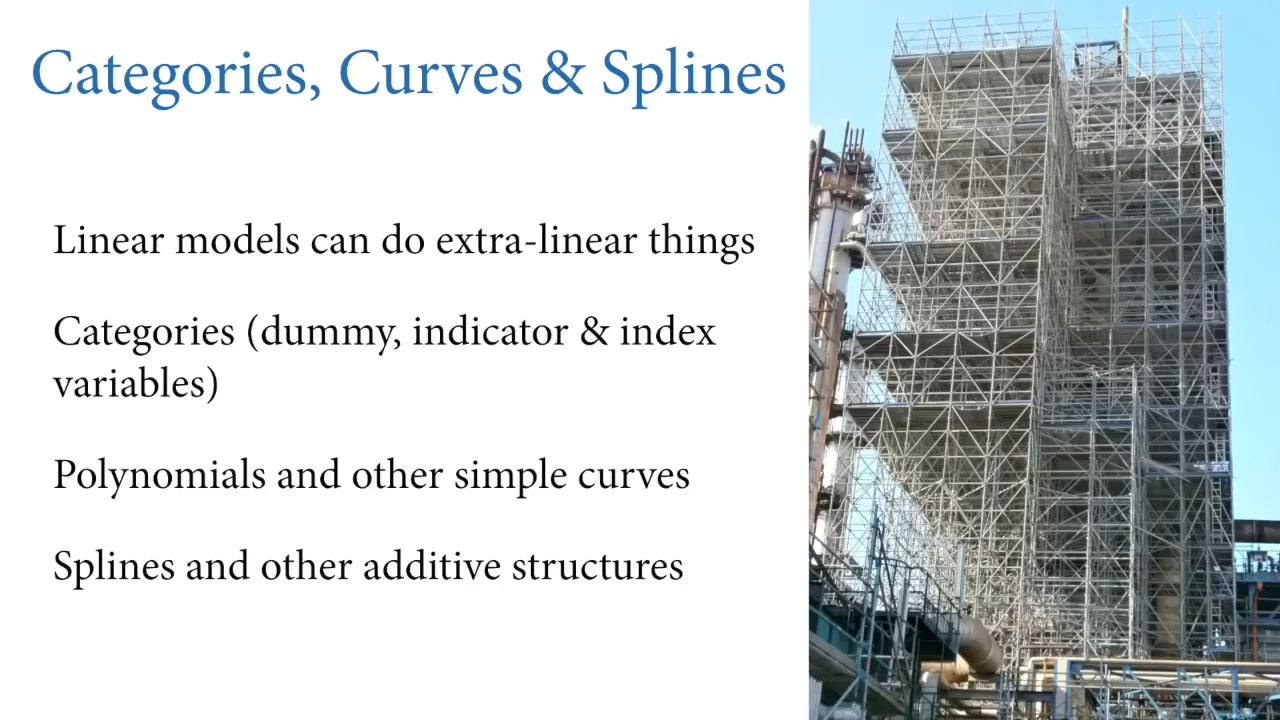 Categories, Curves & Splines
Linear models can do extra-linear things
Categories (dummy, indicator & index
variables)
Polynomials and other simple curves
Splines and other additive structures